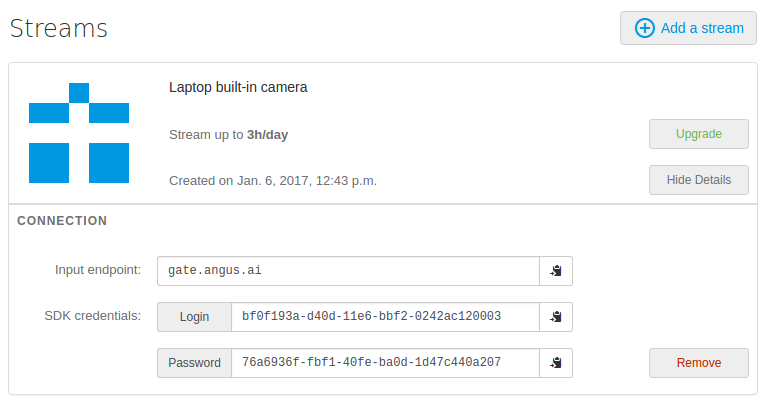 Streams
Add a stream
Laptop built-in camera
Stream up to 3h/day
Upgrade
Created on Jan. 6, 2017, 12:43 p.m.
Hide Details
CONNECTION
Input endpoint: gate.angus.ai
SDK credentials: Login bf0f193a-d40d-11e6-bbf2-0242ac120003
Password 76a6936f-fbf1-40fe-ba0d-1d47c440a207
Remove